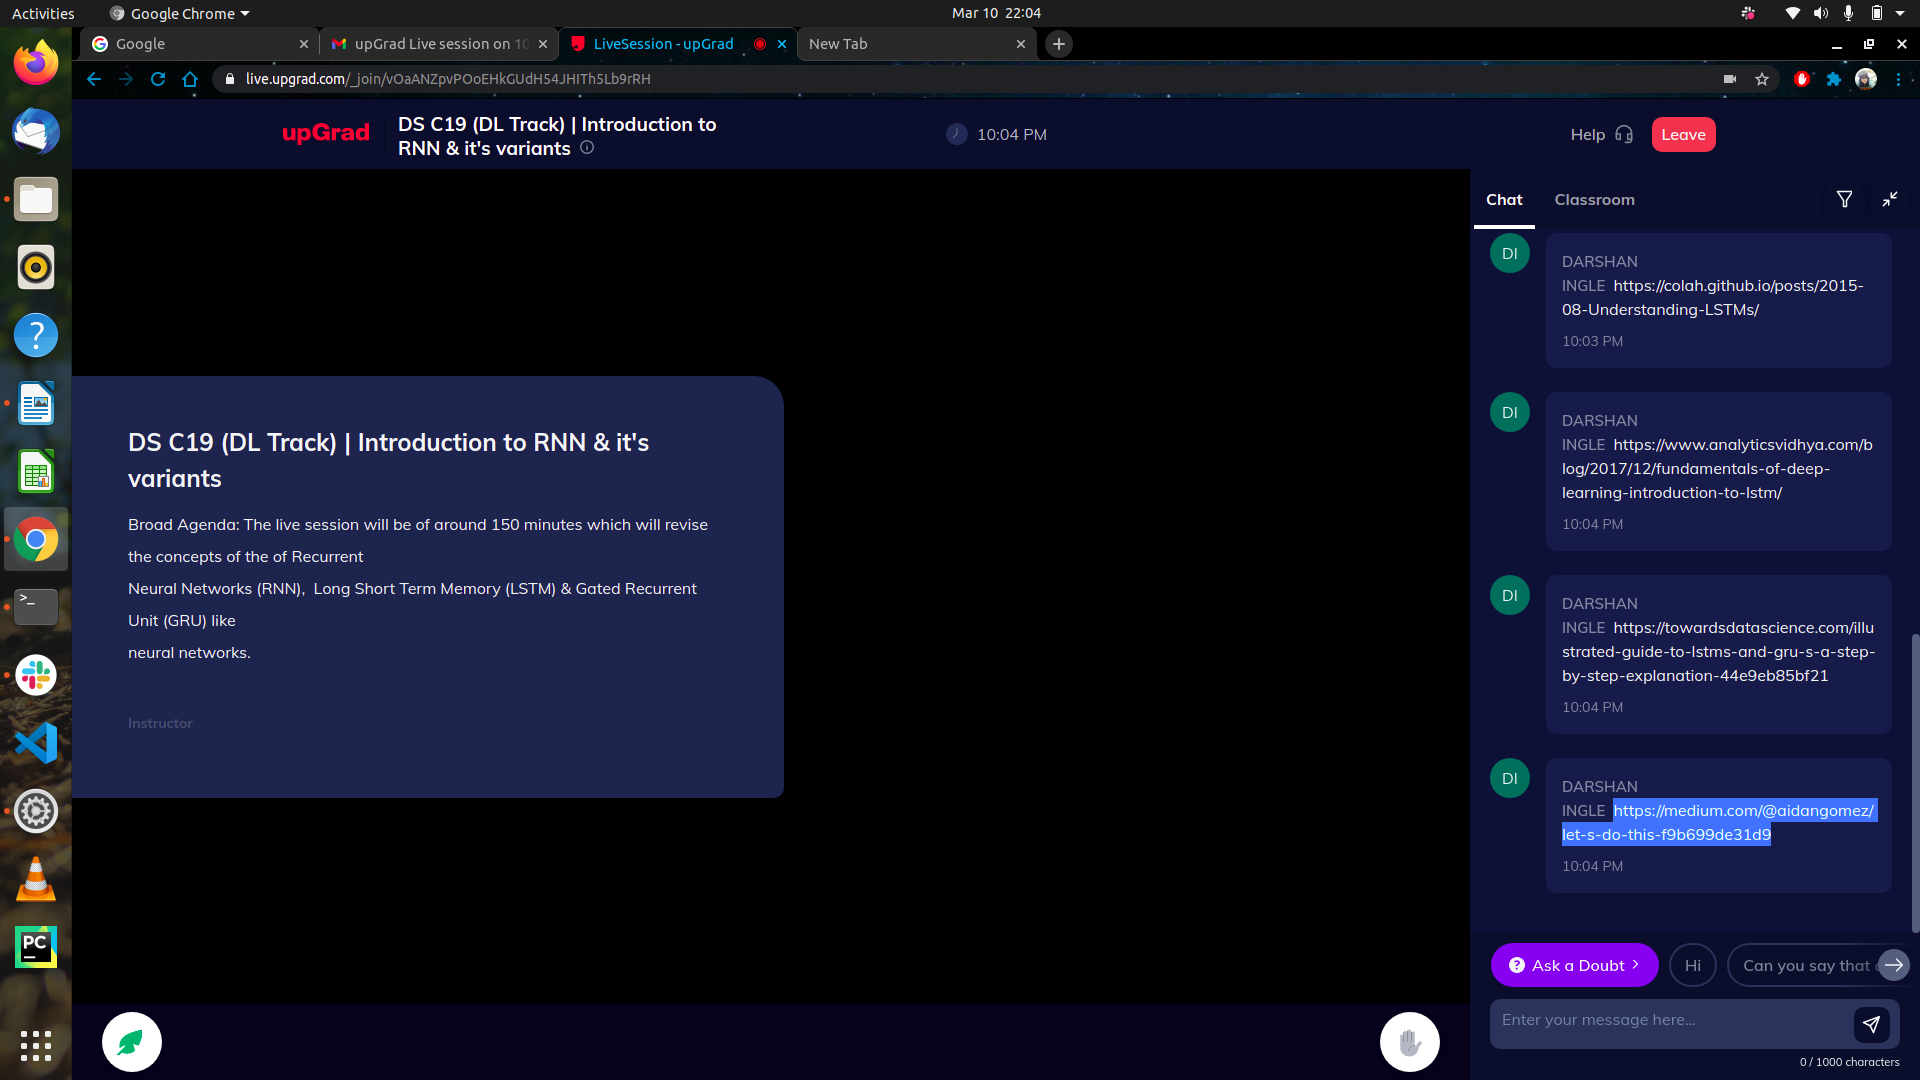 Activities
Google Chrome
Mar 10 22:04
Google
upGrad Live session on 10
LiveSession - upGrad
New Tab
live.upgrad.com/_join/vOaANZpvPOoEHkGUdH54JHITh5Lb9rRH
upGrad
DS C19 (DL Track) | Introduction to
RNN & it's variants
10:04 PM
Help
Leave
Chat
Classroom
DS C19 (DL Track) | Introduction to RNN & it's
variants
Broad Agenda: The live session will be of around 150 minutes which will revise
the concepts of the of Recurrent
Neural Networks (RNN), Long Short Term Memory (LSTM) & Gated Recurrent
Unit (GRU) like
neural networks.
Instructor
DI
DARSHAN
INGLE https://colah.github.io/posts/2015-
08-Understanding-LSTMs/
10:03 PM
DI
DARSHAN
INGLE https://www.analyticsvidhya.com/b
log/2017/12/fundamentals-of-deep-
learning-introduction-to-lstm/
10:04 PM
DI
DARSHAN
INGLE https://towardsdatascience.com/illu
strated-guide-to-lstms-and-gru-s-a-step-
by-step-explanation-44e9eb85bf21
10:04 PM
DI
DARSHAN
INGLE https://medium.com/@aidangomez/
let-s-do-this-f9b699de31d9
10:04 PM
Ask a Doubt
Hi
Can you say that
Enter your message here...
0 / 1000 characters
PC